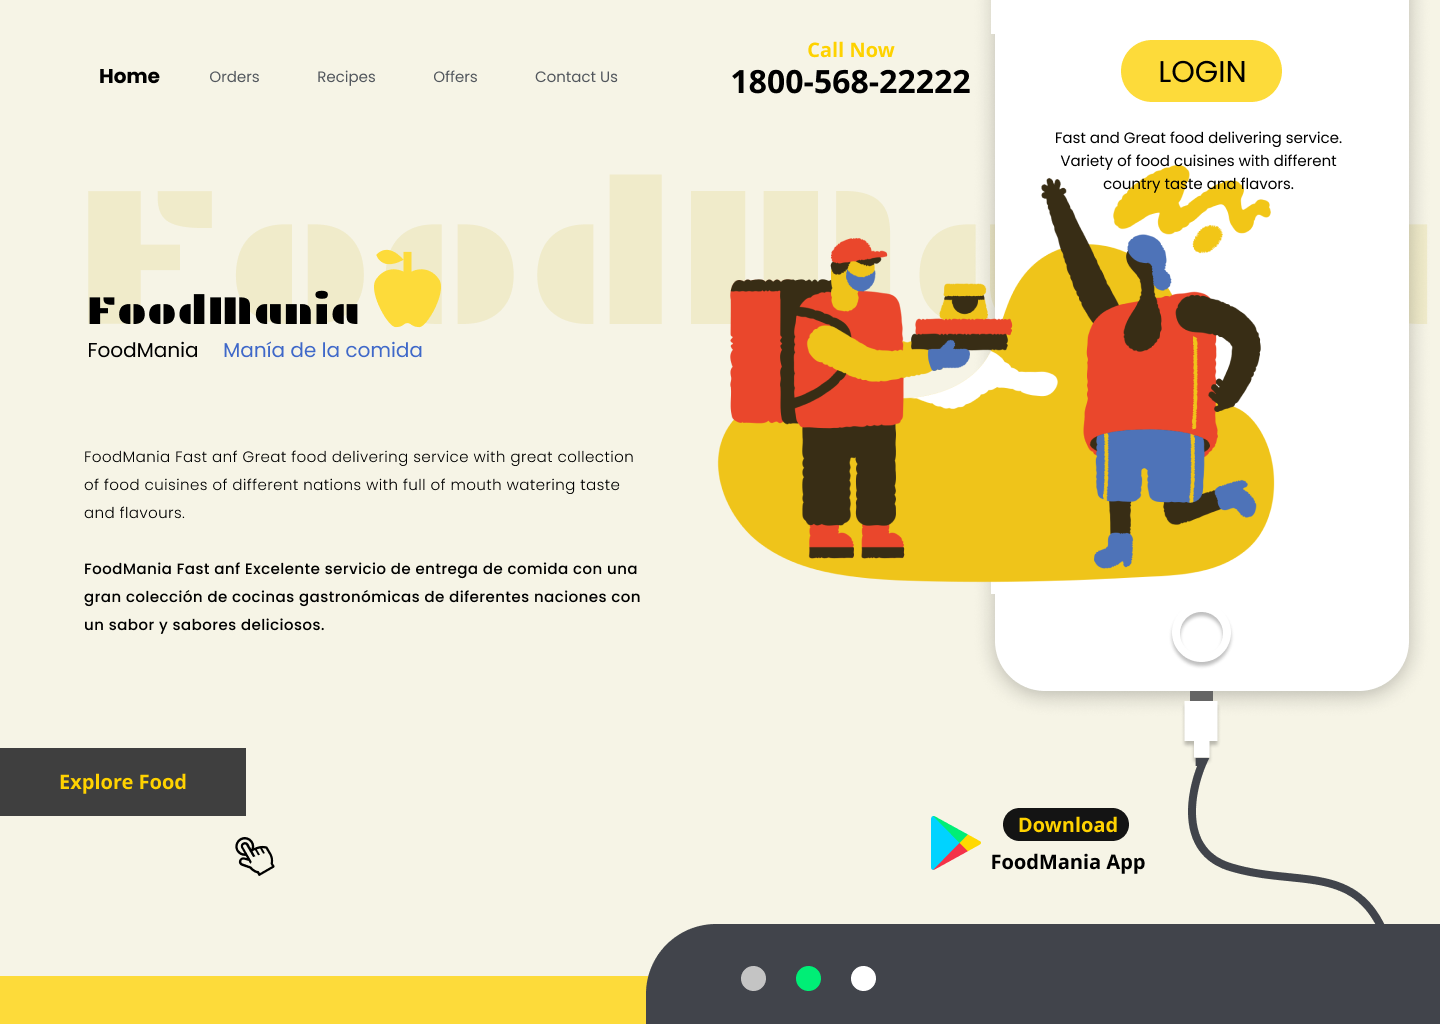 Home Orders Recipes Offers Contact Us
Call Now
1800-568-22222
LOGIN
Fast and Great food delivering service.
Variety of food cuisines with different
country taste and flavors.
FoodMa
FoodMania
FoodMania Manía de la comida
FoodMania Fast anf Great food delivering service with great collection
of food cuisines of different nations with full of mouth watering taste
and flavours.
FoodMania Fast anf Excelente servicio de entrega de comida con una
gran colección de cocinas gastronómicas de diferentes naciones con
un sabor y sabores deliciosos.
Explore Food
Download
FoodMania App